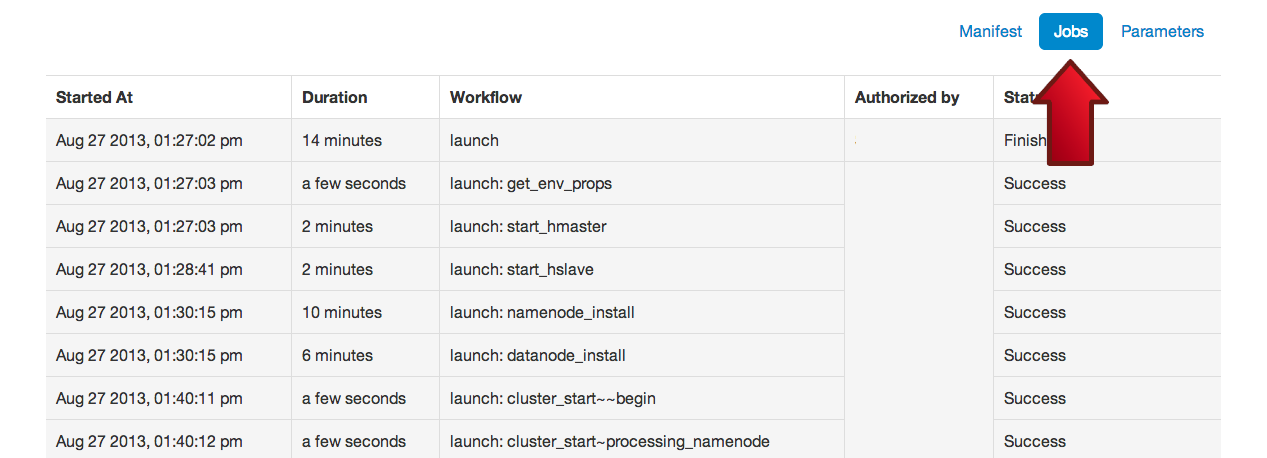 Manifest Jobs Parameters
Started At Duration Workflow Authorized by
Aug 27 2013, 01:27:02 pm 14 minutes launch
Aug 27 2013, 01:27:03 pm a few seconds launch: get_env_props Success
Aug 27 2013, 01:27:03 pm 2 minutes launch: start_hmaster Success
Aug 27 2013, 01:28:41 pm 2 minutes launch: start_hslave Success
Aug 27 2013, 01:30:15 pm 10 minutes launch: namenode_install Success
Aug 27 2013, 01:30:15 pm 6 minutes launch: datanode_install Success
Aug 27 2013, 01:40:11 pm a few seconds launch: cluster_start~~begin Success
Aug 27 2013, 01:40:12 pm a few seconds launch: cluster_start~processing_namenode Success